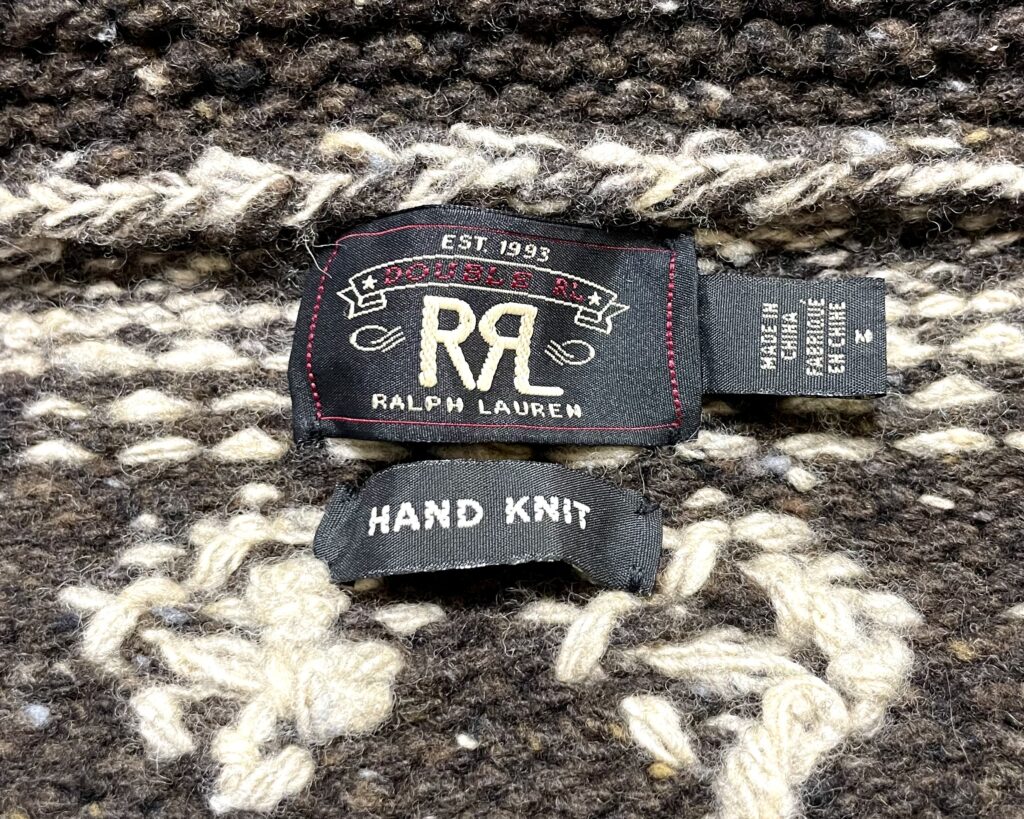 EST. 1993
DOUBLE RL
RRL
RALPH LAUREN
MADE IN
CHINA
FABRIQUÉ
EN CHINE
M
HAND KNIT